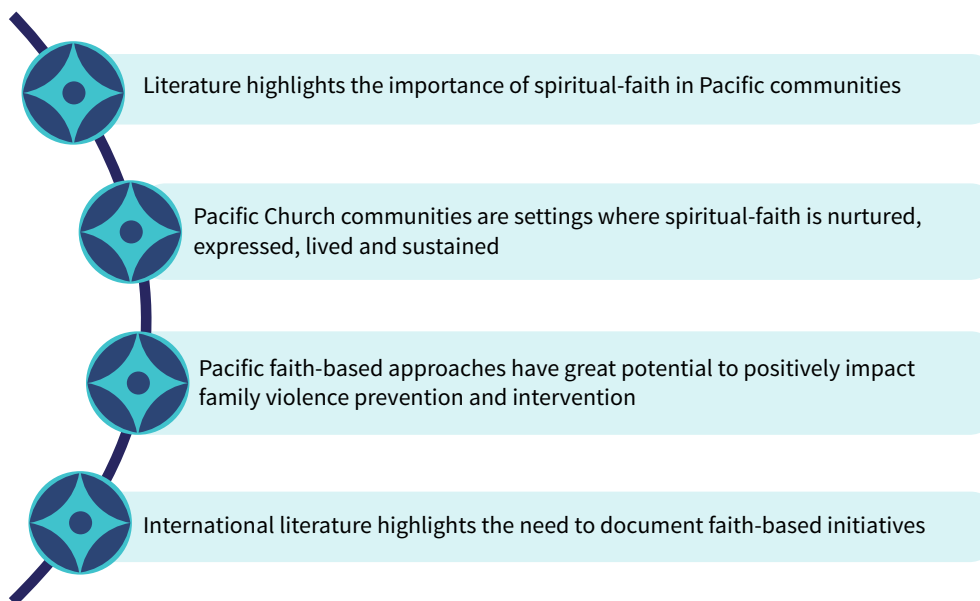 Literature highlights the importance of spiritual-faith in Pacific communities
Pacific Church communities are settings where spiritual-faith is nurtured,
expressed, lived and sustained
Pacific faith-based approaches have great potential to positively impact
family violence prevention and intervention
International literature highlights the need to document faith-based initiatives